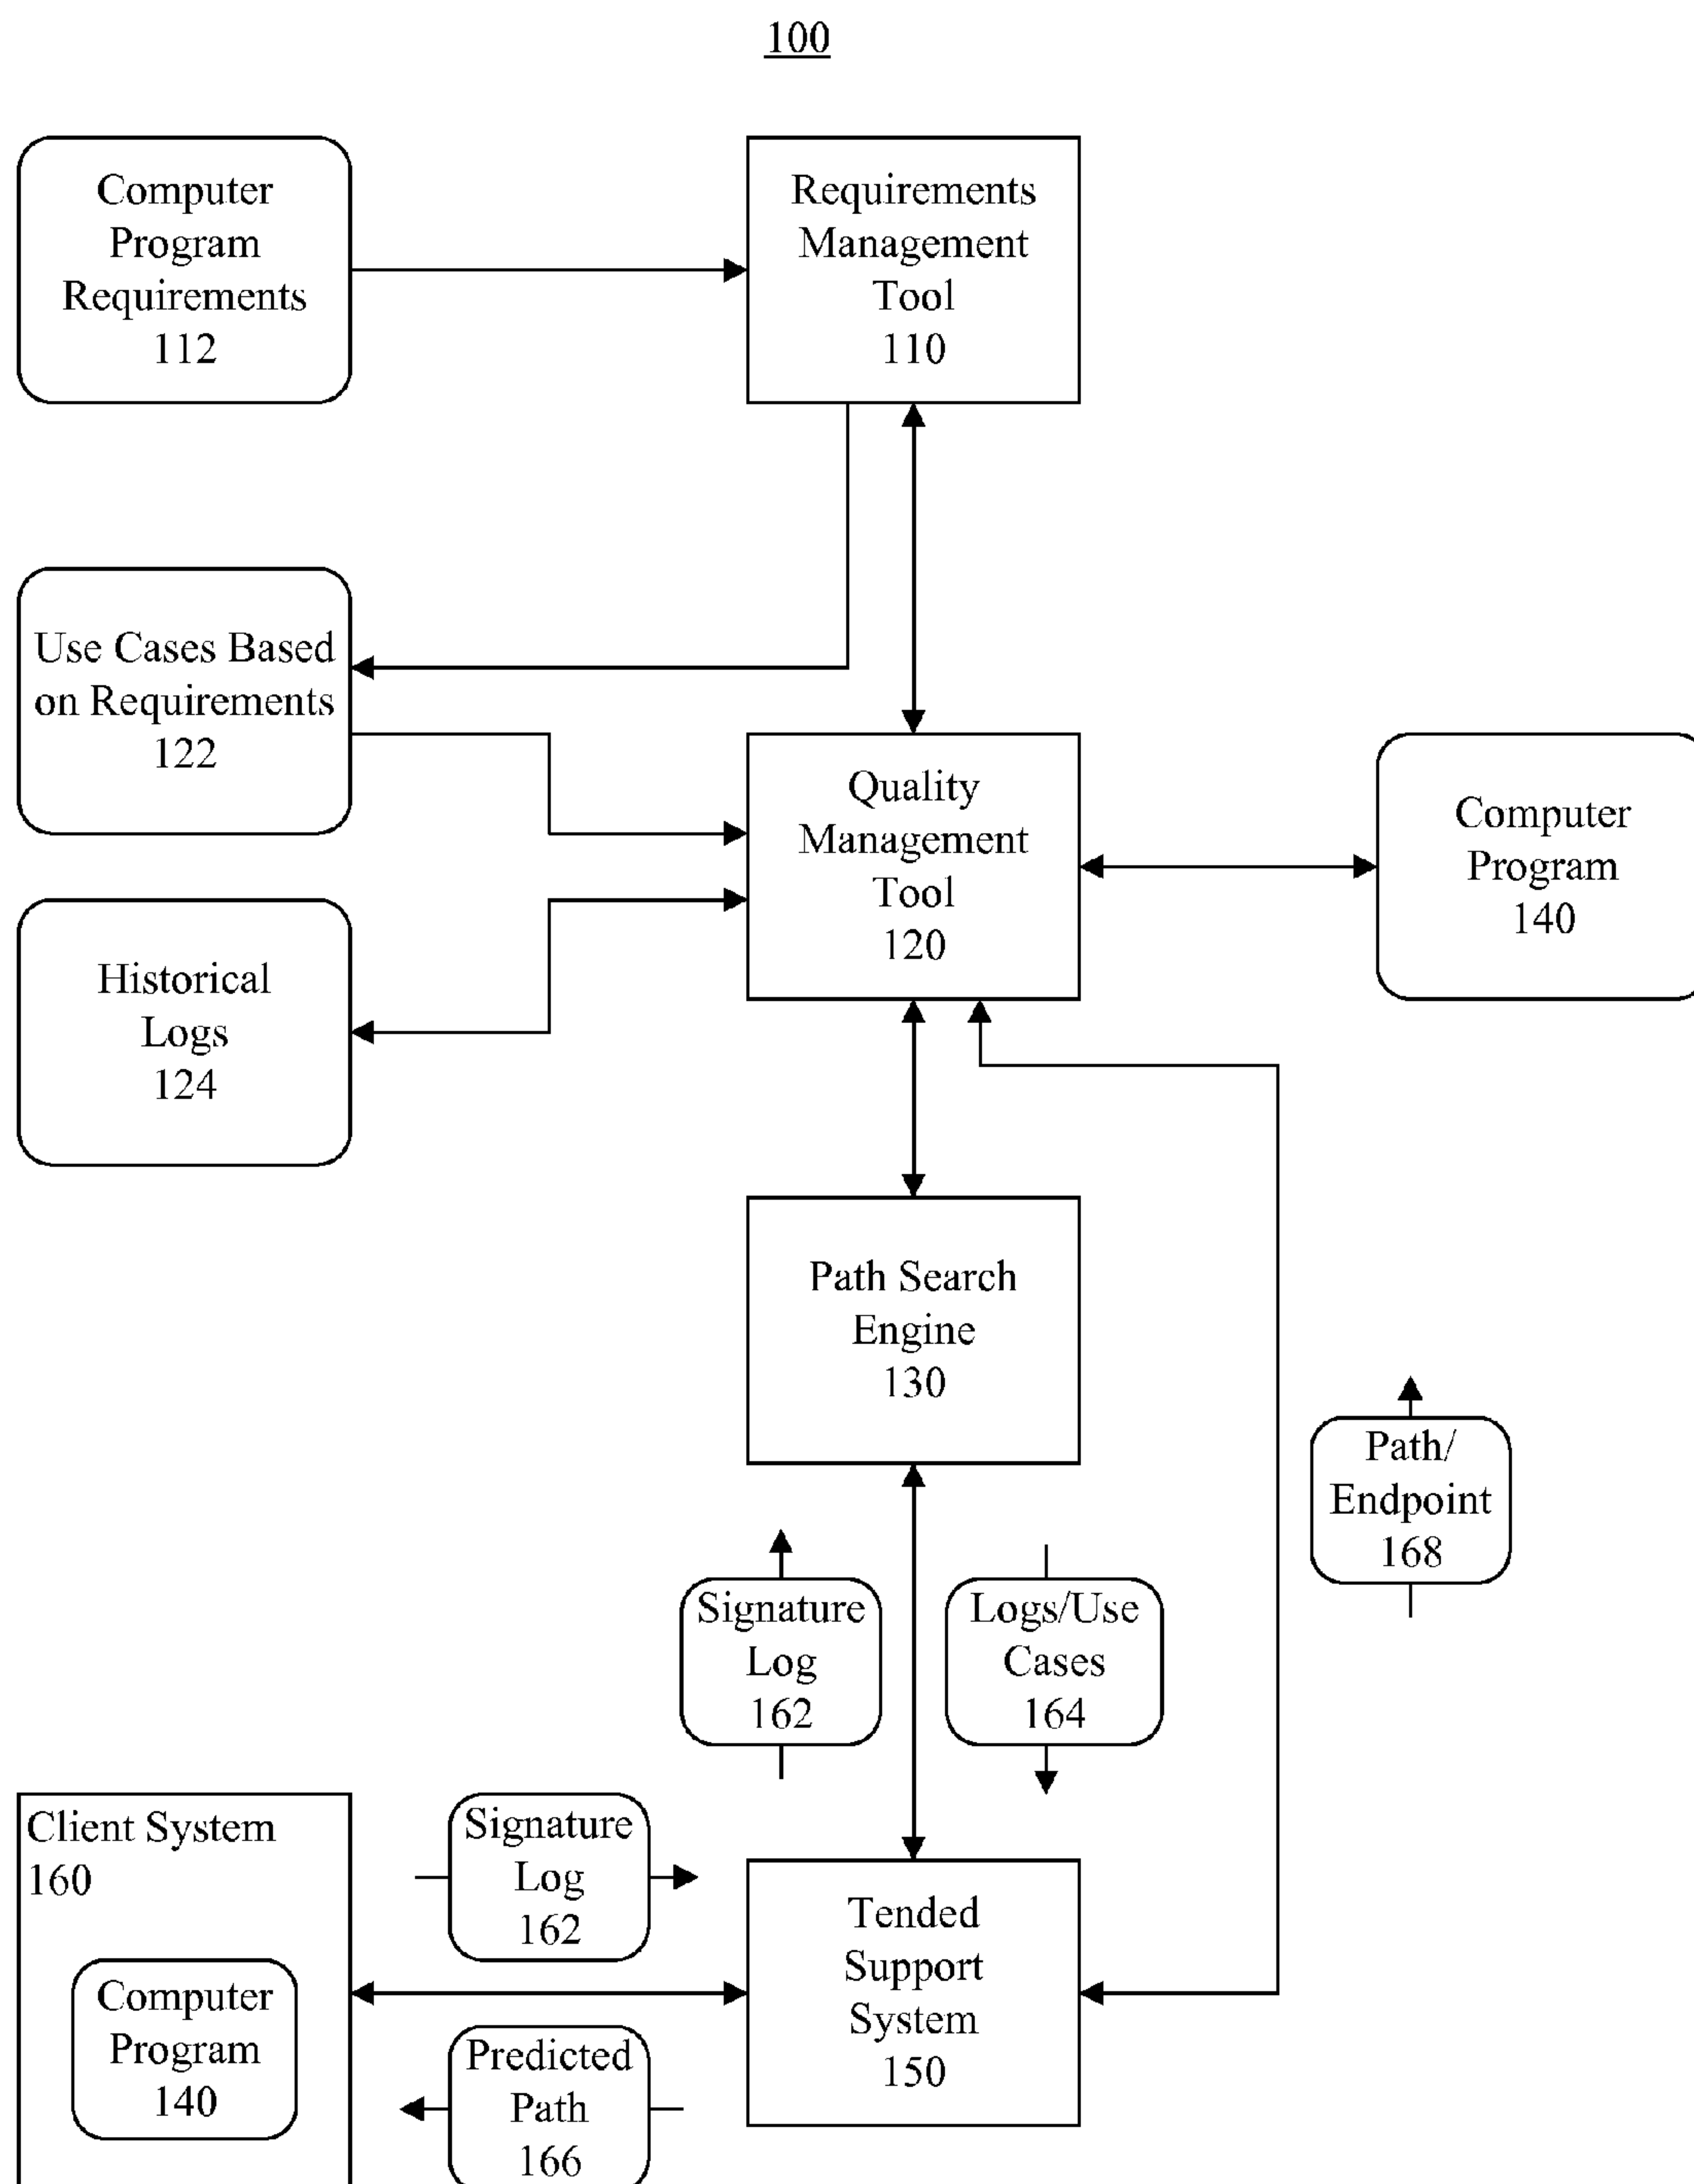 100
Computer
Program
Requirements
112
Requirements
Management
Tool
110
Use Cases Based
on Requirements
122
Quality
Management
Tool
120
Computer
Program
140
Historical
Logs
124
Path Search
Engine
130
Path/
Endpoint
168
Signature
Log
162
Logs/Use
Cases
164
Client System
160
Signature
Log
162
Computer
Program
140
Predicted
Path
166
Tended
Support
System
150